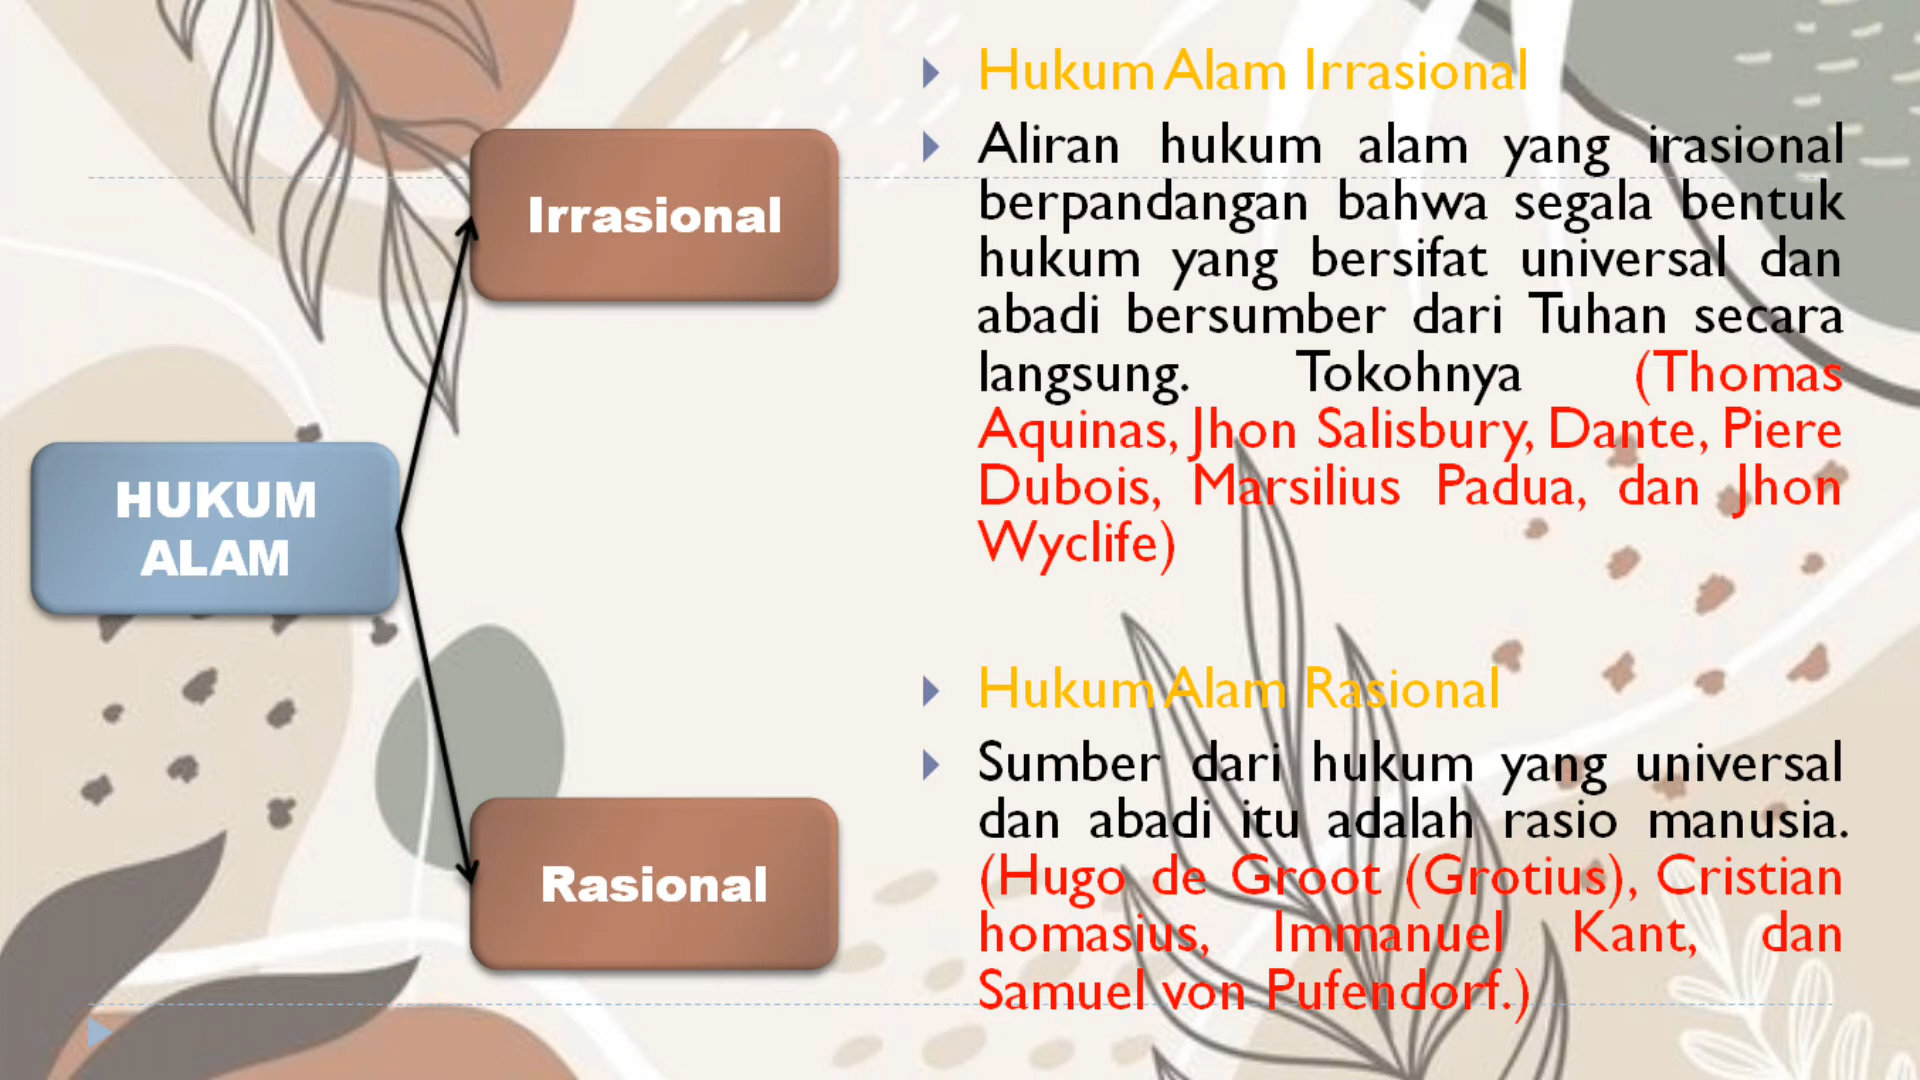 HUKUM
ALAM
Irrasional
Rasional
Hukum Alam Irrasional
Aliran hukum alam yang irasional
berpandangan bahwa segala bentuk
hukum yang bersifat universal dan
abadi bersumber dari Tuhan secara
langsung. Tokohnya (Thomas
Aquinas, Jhon Salisbury, Dante, Piere
Dubois, Marsilius Padua, dan Jhon
Wyclife)
Hukum Alam Rasional
Sumber dari hukum yang universal
dan abadi itu adalah rasio manusia.
(Hugo de Groot (Grotius), Cristian
homasius, Immanuel Kant, dan
Samuel von Pufendorf.)